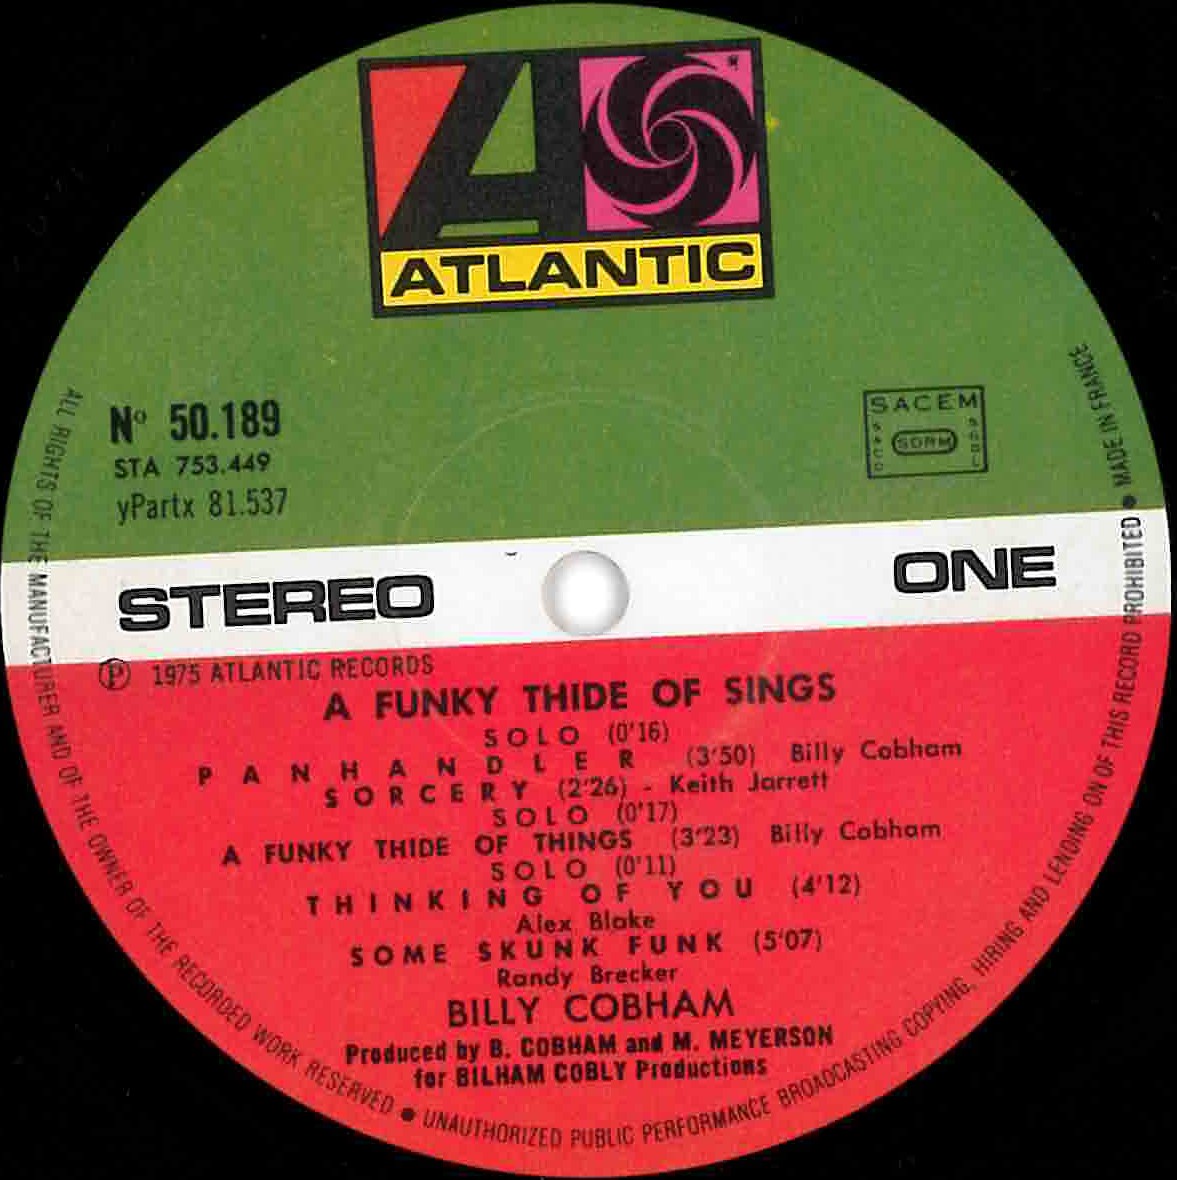 ATLANTIC
Nº 50.189
STA 753.449
yPartx 81.537
SACEM
SDRM
STEREO
ONE
Ⓟ 1975 ATLANTIC RECORDS
A FUNKY THIDE OF SINGS
SOLO (0'16)
PANHANDLER (3'50) Billy Cobham
SORCERY (2'26) - Keith Jarrett
SOLO (0'17)
A FUNKY THIDE OF THINGS (3'23) Billy Cobham
SOLO (0'11)
THINKING OF YOU (4'12)
Alex Blake
SOME SKUNK FUNK (5'07)
Randy Brecker
BILLY COBHAM
Produced by B. COBHAM and M. MEYERSON
for BILHAM COBLY Productions
ALL RIGHTS OF THE MANUFACTURER AND OF THE OWNER OF THE RECORDED WORK RESERVED ● UNAUTHORIZED PUBLIC PERFORMANCE BROADCASTING COPYING, HIRING AND LENDING ON OF THIS RECORD PROHIBITED ● MADE IN FRANCE